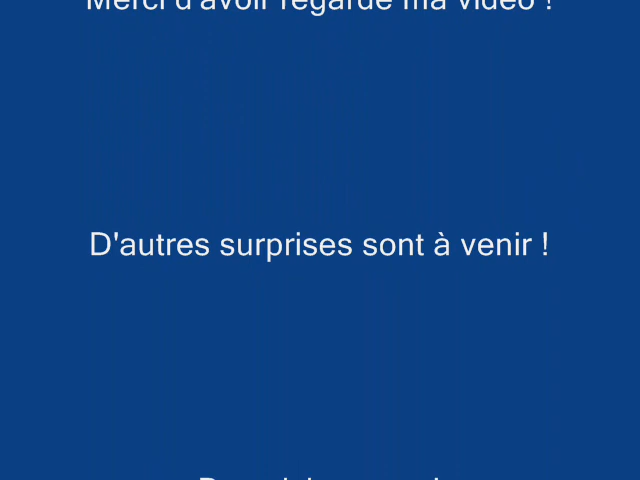 Merci d'avoir regardé ma vidéo !
D'autres surprises sont à venir !